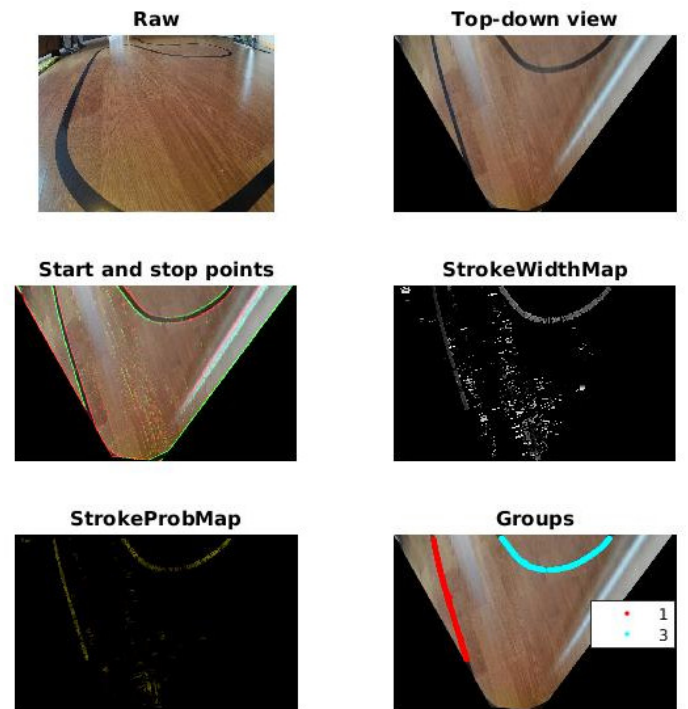 Raw
Top-down view
Start and stop points
StrokeWidthMap
StrokeProbMap
Groups
1
3